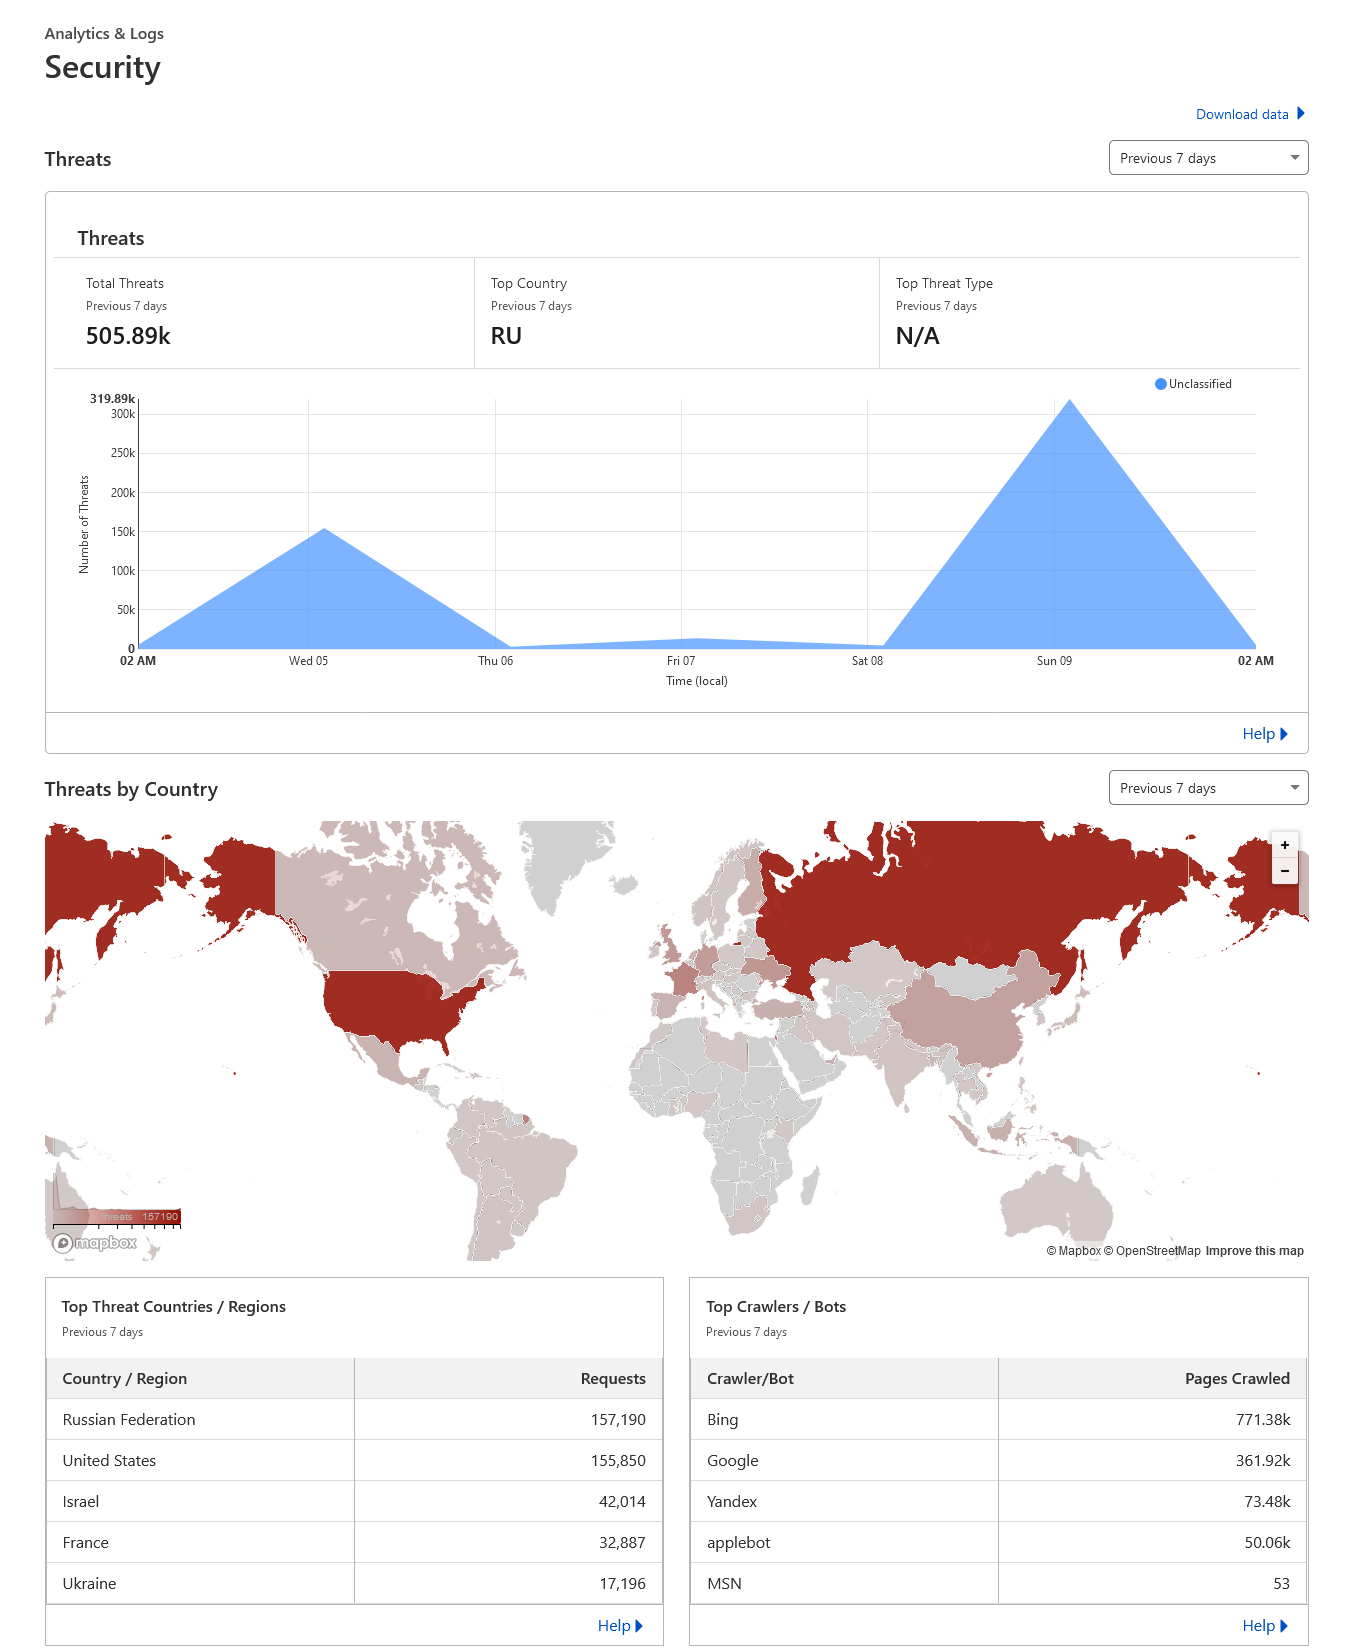 Analytics & Logs
Security
Download data
Threats
Previous 7 days
Threats
Total Threats
Previous 7 days
505.89k
Top Country
Previous 7 days
RU
Top Threat Type
Previous 7 days
N/A
Unclassified
Number of Threats
319.89k
300k
250k
200k
150k
100k
50k
0
02 AM Wed 05 Thu 06 Fri 07 Sat 08 Sun 09 02 AM
Time (local)
Help
Threats by Country
Previous 7 days
+
−
threats 157190
mapbox
© Mapbox © OpenStreetMap Improve this map
Top Threat Countries / Regions
Previous 7 days
Country / Region Requests
Russian Federation 157,190
United States 155,850
Israel 42,014
France 32,887
Ukraine 17,196
Help
Top Crawlers / Bots
Previous 7 days
Crawler/Bot Pages Crawled
Bing 771.38k
Google 361.92k
Yandex 73.48k
applebot 50.06k
MSN 53
Help